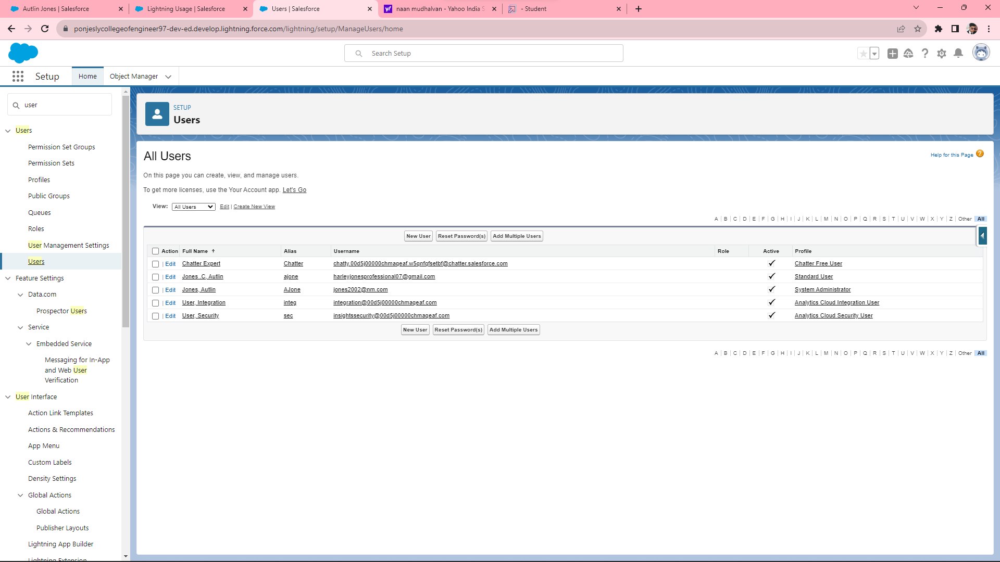 Autlin Jones | Salesforce
Lightning Usage | Salesforce
Users | Salesforce
naan mudhalvan - Yahoo India S
- Student
ponjeslycollegeofengineer97-dev-ed.develop.lightning.force.com/lightning/setup/ManageUsers/home
Search Setup
Setup
Home
Object Manager
user
Users
Permission Set Groups
Permission Sets
Profiles
Public Groups
Queues
Roles
User Management Settings
Users
Feature Settings
Data.com
Prospector Users
Service
Embedded Service
Messaging for In-App
and Web User
Verification
User Interface
Action Link Templates
Actions & Recommendations
App Menu
Custom Labels
Density Settings
Global Actions
Global Actions
Publisher Layouts
Lightning App Builder
Lightning Extension
SETUP
Users
All Users
Help for this Page ?
On this page you can create, view, and manage users.
To get more licenses, use the Your Account app. Let's Go
View: All Users Edit | Create New View
A | B | C | D | E | F | G | H | I | J | K | L | M | N | O | P | Q | R | S | T | U | V | W | X | Y | Z | Other | All
New User Reset Password(s) Add Multiple Users
Action Full Name Alias Username Role Active Profile
| Edit Chatter Expert Chatter chatty.00d5j00000chmaqeaf.w5qnfqfsetbf@chatter.salesforce.com Chatter Free User
| Edit Jones .C, Autlin ajone harleyjonesprofessional07@gmail.com Standard User
| Edit Jones, Autlin AJone jones2002@nm.com System Administrator
| Edit User, Integration integ integration@00d5j00000chmaqeaf.com Analytics Cloud Integration User
| Edit User, Security sec insightssecurity@00d5j00000chmaqeaf.com Analytics Cloud Security User
New User Reset Password(s) Add Multiple Users
A | B | C | D | E | F | G | H | I | J | K | L | M | N | O | P | Q | R | S | T | U | V | W | X | Y | Z | Other | All